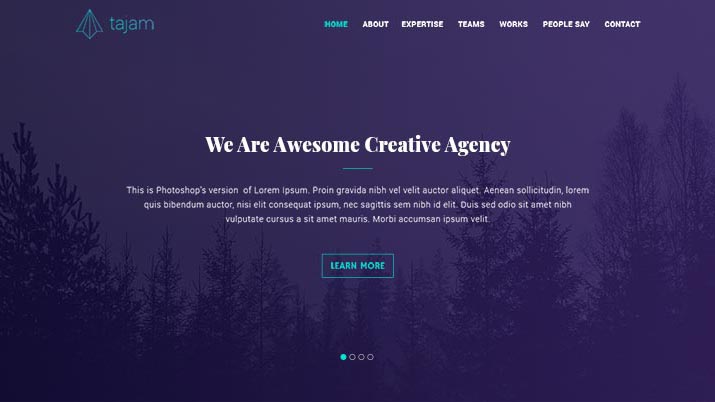 tajam
HOME ABOUT EXPERTISE TEAMS WORKS PEOPLE SAY CONTACT
We Are Awesome Creative Agency
This is Photoshop's version of Lorem Ipsum. Proin gravida nibh vel velit auctor aliquet. Aenean sollicitudin, lorem
quis bibendum auctor, nisi elit consequat ipsum, nec sagittis sem nibh id elit. Duis sed odio sit amet nibh
vulputate cursus a sit amet mauris. Morbi accumsan ipsum velit.
LEARN MORE